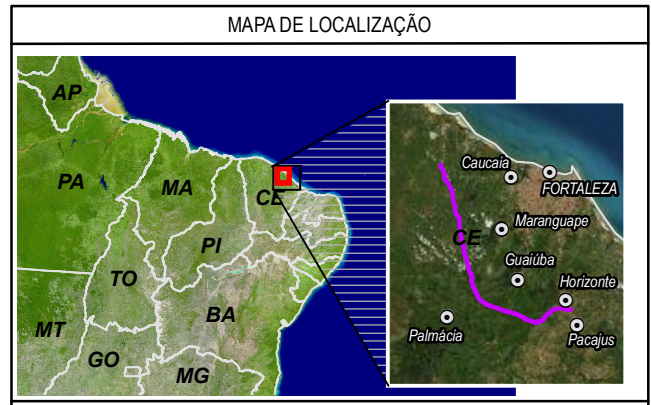 MAPA DE LOCALIZAÇÃO
AP
PA
MA
CE
PI
TO
BA
MT
GO
MG
Caucaia
FORTALEZA
Maranguape
CE
Guaiúba
Horizonte
Palmácia
Pacajus